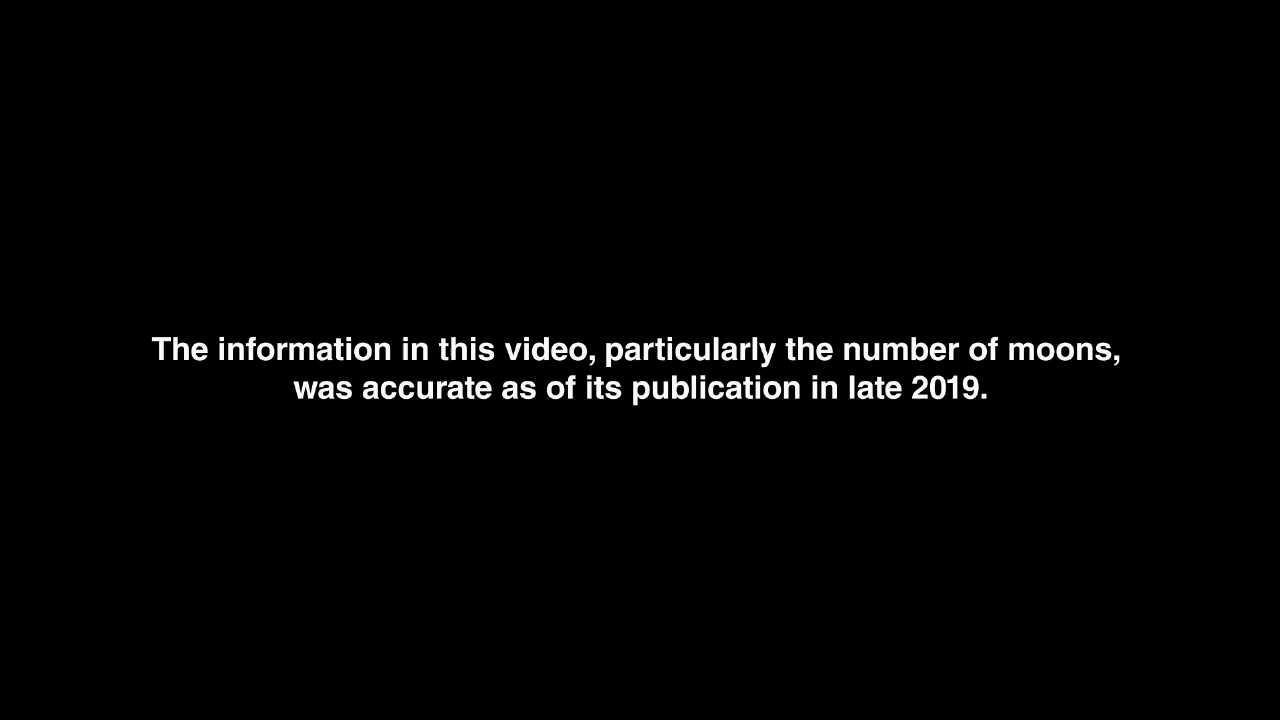 The information in this video, particularly the number of moons,
was accurate as of its publication in late 2019.